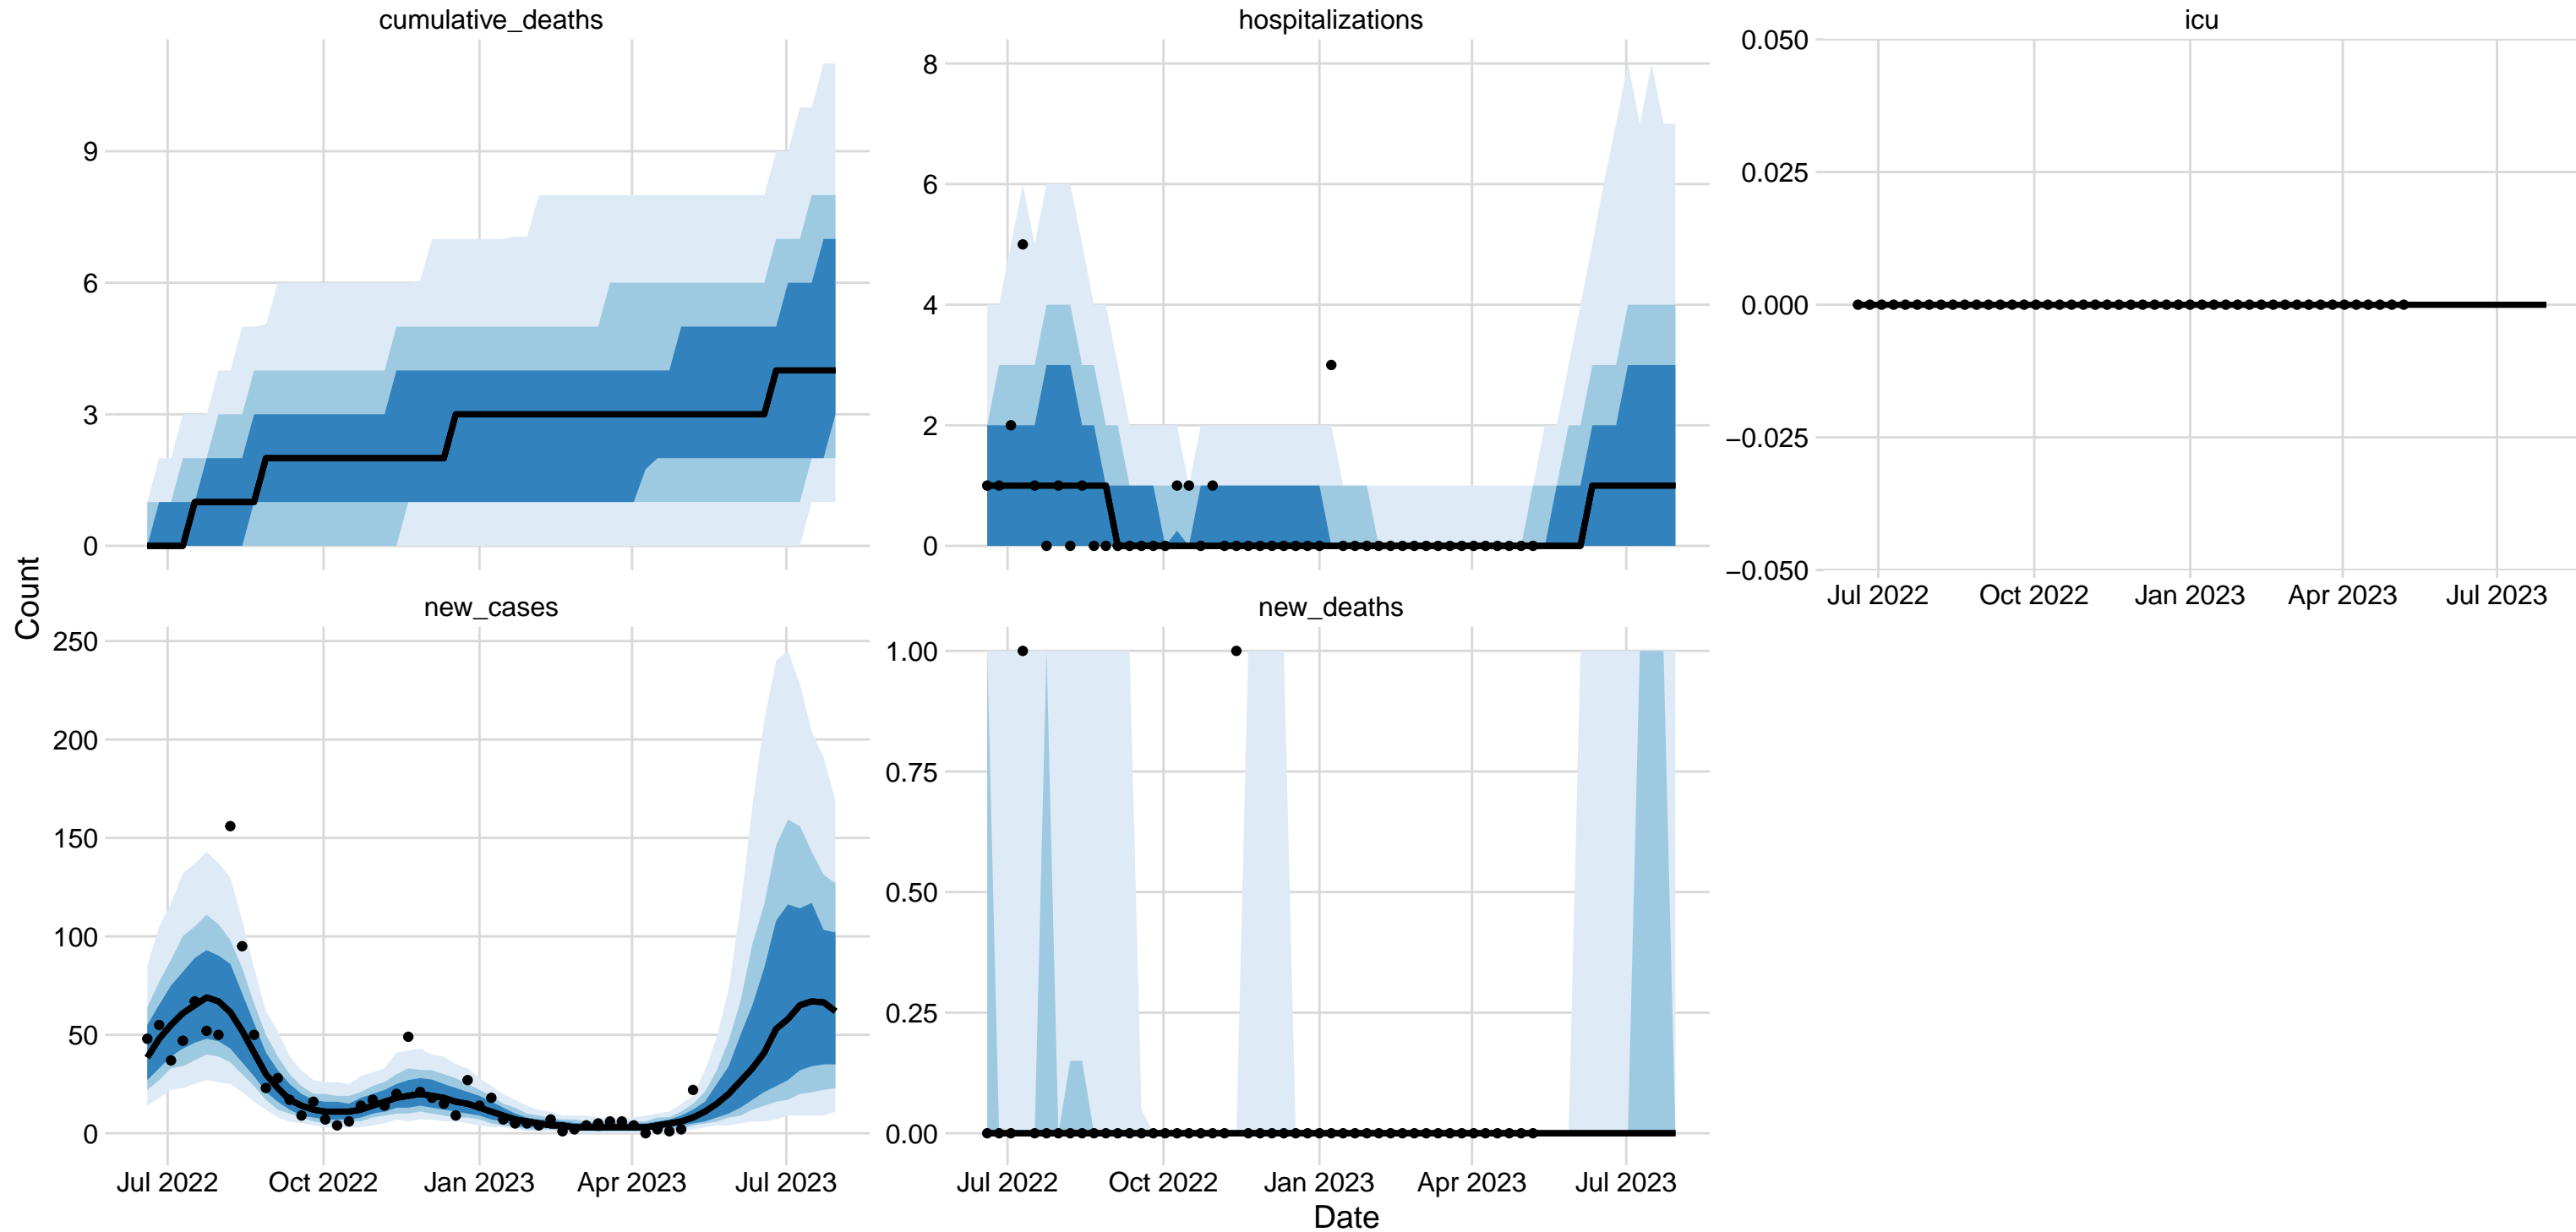 cumulative_deaths
hospitalizations
icu
9
6
3
0
8
6
4
2
0
0.050
0.025
0.000
−0.025
−0.050
Jul 2022 Oct 2022 Jan 2023 Apr 2023 Jul 2023
Count
new_cases
new_deaths
250
200
150
100
50
0
1.00
0.75
0.50
0.25
0.00
Jul 2022 Oct 2022 Jan 2023 Apr 2023 Jul 2023
Jul 2022 Oct 2022 Jan 2023 Apr 2023 Jul 2023
Date